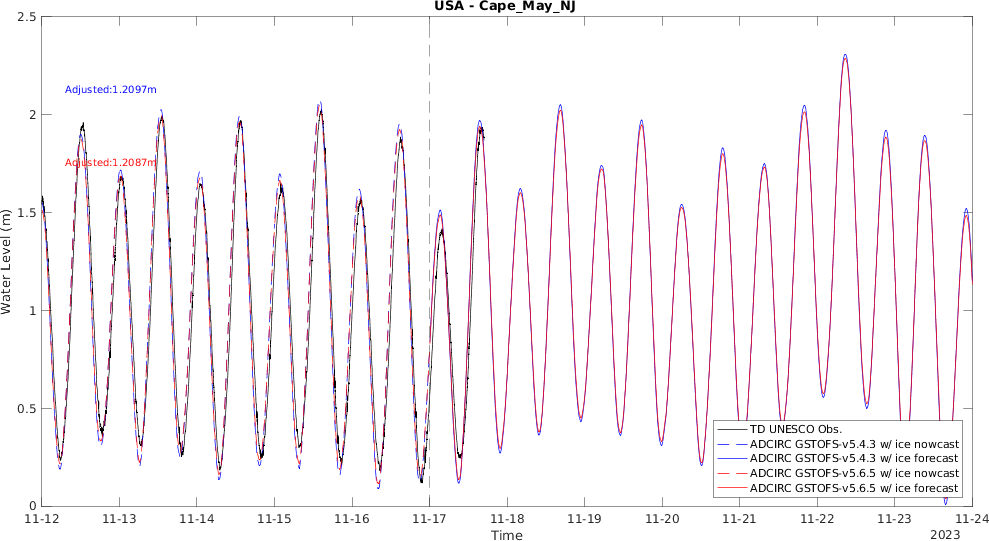 USA - Cape_May_NJ
2.5
2
1.5
1
0.5
0
Water Level (m)
Adjusted:1.2097m
Adjusted:1.2087m
TD UNESCO Obs.
ADCIRC GSTOFS-v5.4.3 w/ ice nowcast
ADCIRC GSTOFS-v5.4.3 w/ ice forecast
ADCIRC GSTOFS-v5.6.5 w/ ice nowcast
ADCIRC GSTOFS-v5.6.5 w/ ice forecast
11-12 11-13 11-14 11-15 11-16 11-17 11-18 11-19 11-20 11-21 11-22 11-23 11-24
Time
2023